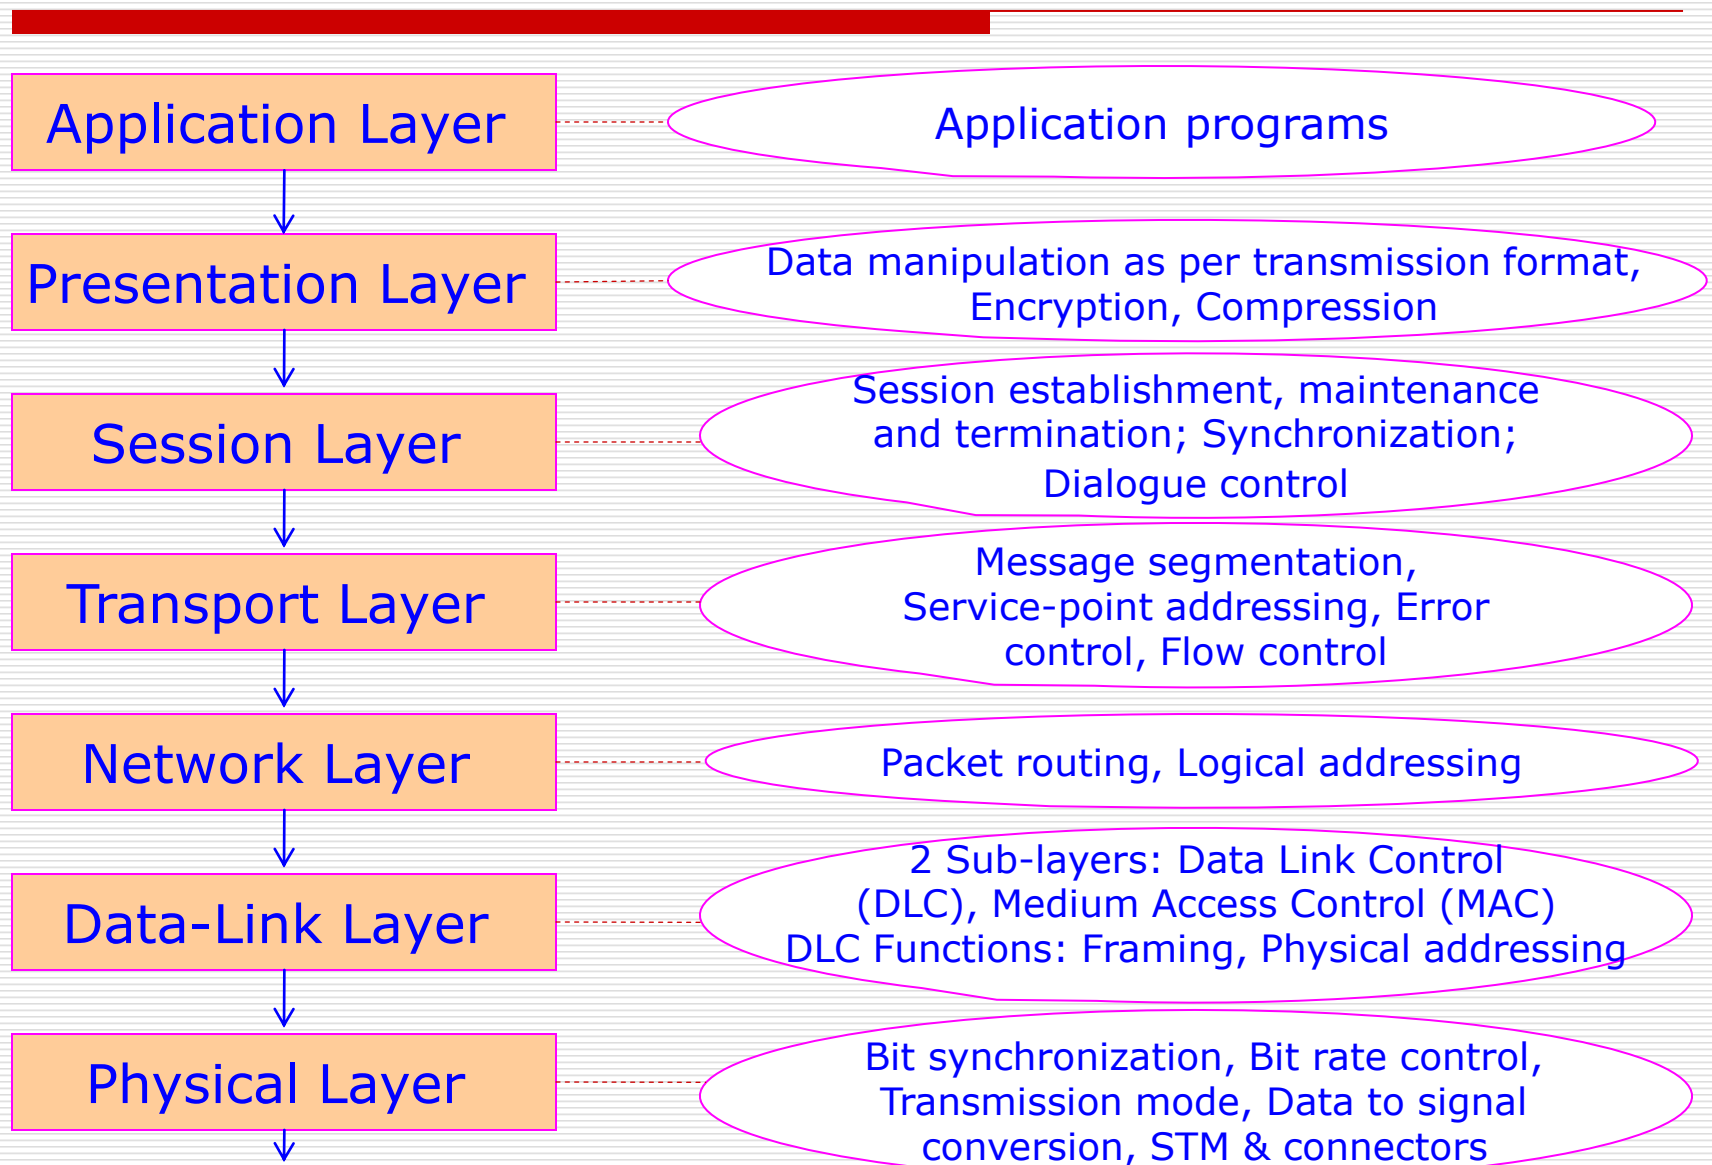 Application Layer
Application programs
Presentation Layer
Data manipulation as per transmission format,
Encryption, Compression
Session Layer
Session establishment, maintenance
and termination; Synchronization;
Dialogue control
Transport Layer
Message segmentation,
Service-point addressing, Error
control, Flow control
Network Layer
Packet routing, Logical addressing
Data-Link Layer
2 Sub-layers: Data Link Control
(DLC), Medium Access Control (MAC)
DLC Functions: Framing, Physical addressing
Physical Layer
Bit synchronization, Bit rate control,
Transmission mode, Data to signal
conversion, STM & connectors